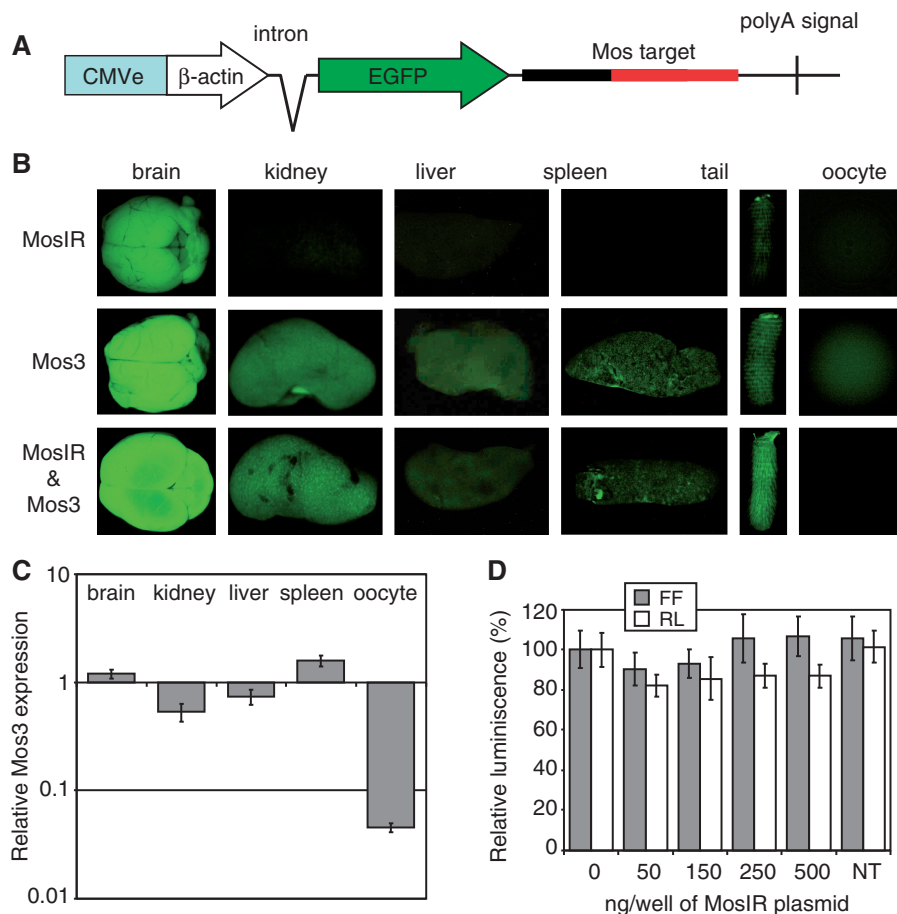 A
CMVe
β-actin
intron
EGFP
Mos target
polyA signal
B
brain kidney liver spleen tail oocyte
MosIR
Mos3
MosIR
&
Mos3
C
Relative Mos3 expression
10
1
0.1
0.01
brain kidney liver spleen oocyte
D
Relative luminiscence (%)
FF
RL
120
100
80
60
40
20
0
0 50 150 250 500 NT
ng/well of MosIR plasmid